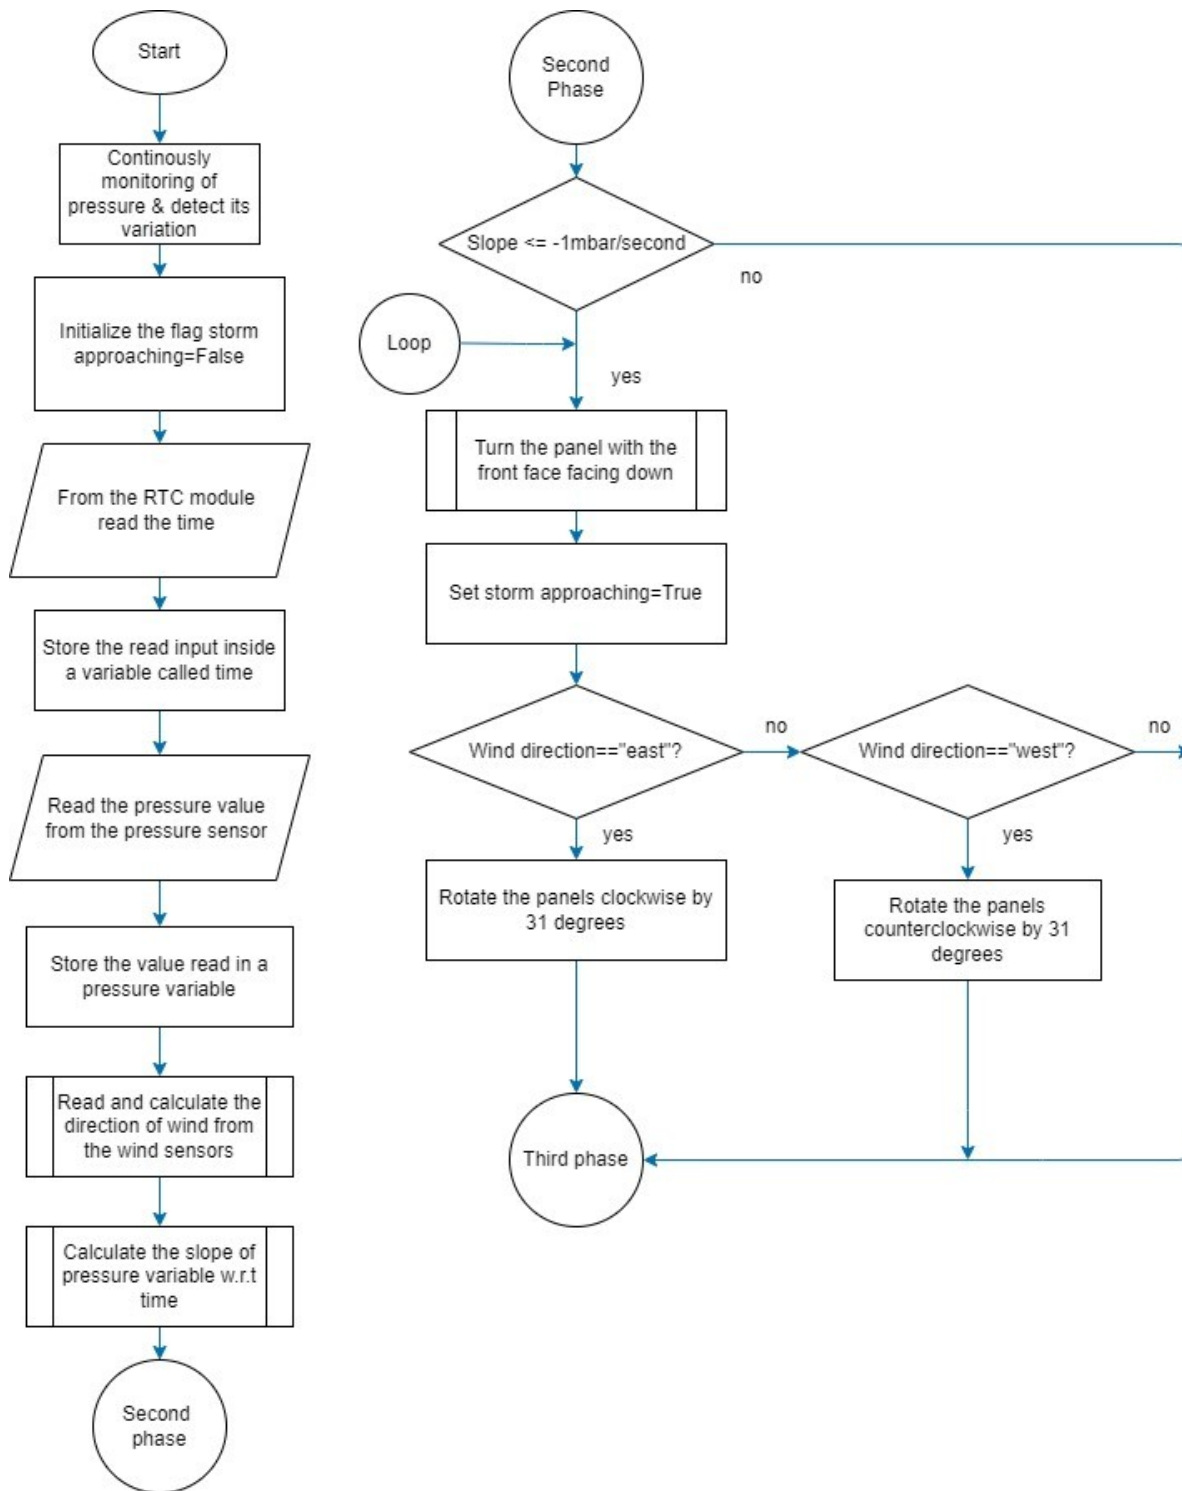 Start
Continously
monitoring of
pressure & detect its
variation
Initialize the flag storm
approaching=False
From the RTC module
read the time
Store the read input inside
a variable called time
Read the pressure value
from the pressure sensor
Store the value read in a
pressure variable
Read and calculate the
direction of wind from
the wind sensors
Calculate the slope of
pressure variable w.r.t
time
Second
phase
Second
Phase
Slope <= -1mbar/second
no
Loop
yes
Turn the panel with the
front face facing down
Set storm approaching=True
Wind direction=="east"?
no
Wind direction=="west"?
no
yes
yes
Rotate the panels clockwise by
31 degrees
Rotate the panels
counterclockwise by 31
degrees
Third phase